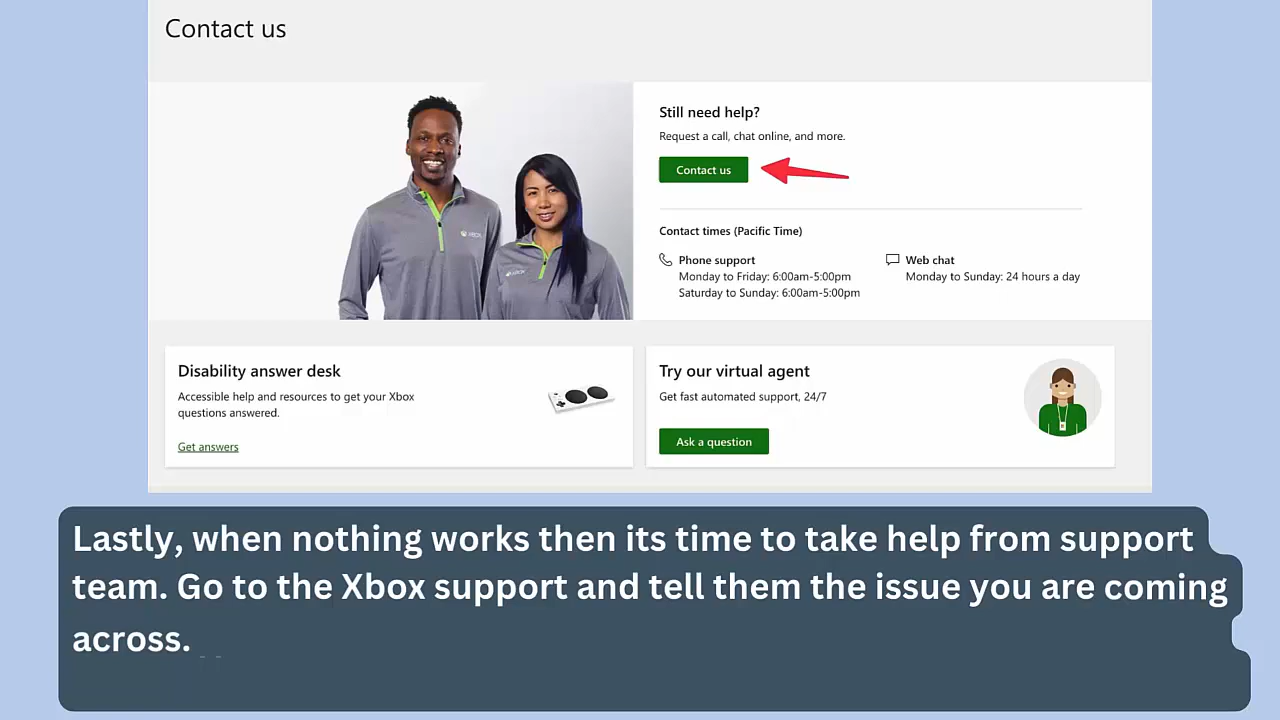 Contact us
Still need help?
Request a call, chat online, and more.
Contact us
Contact times (Pacific Time)
Phone support
Monday to Friday: 6:00am-5:00pm
Saturday to Sunday: 6:00am-5:00pm
Web chat
Monday to Sunday: 24 hours a day
XBOX
XBOX
Disability answer desk
Accessible help and resources to get your Xbox
questions answered.
Get answers
Try our virtual agent
Get fast automated support, 24/7
Ask a question
Lastly, when nothing works then its time to take help from support
team. Go to the Xbox support and tell them the issue you are coming
across.